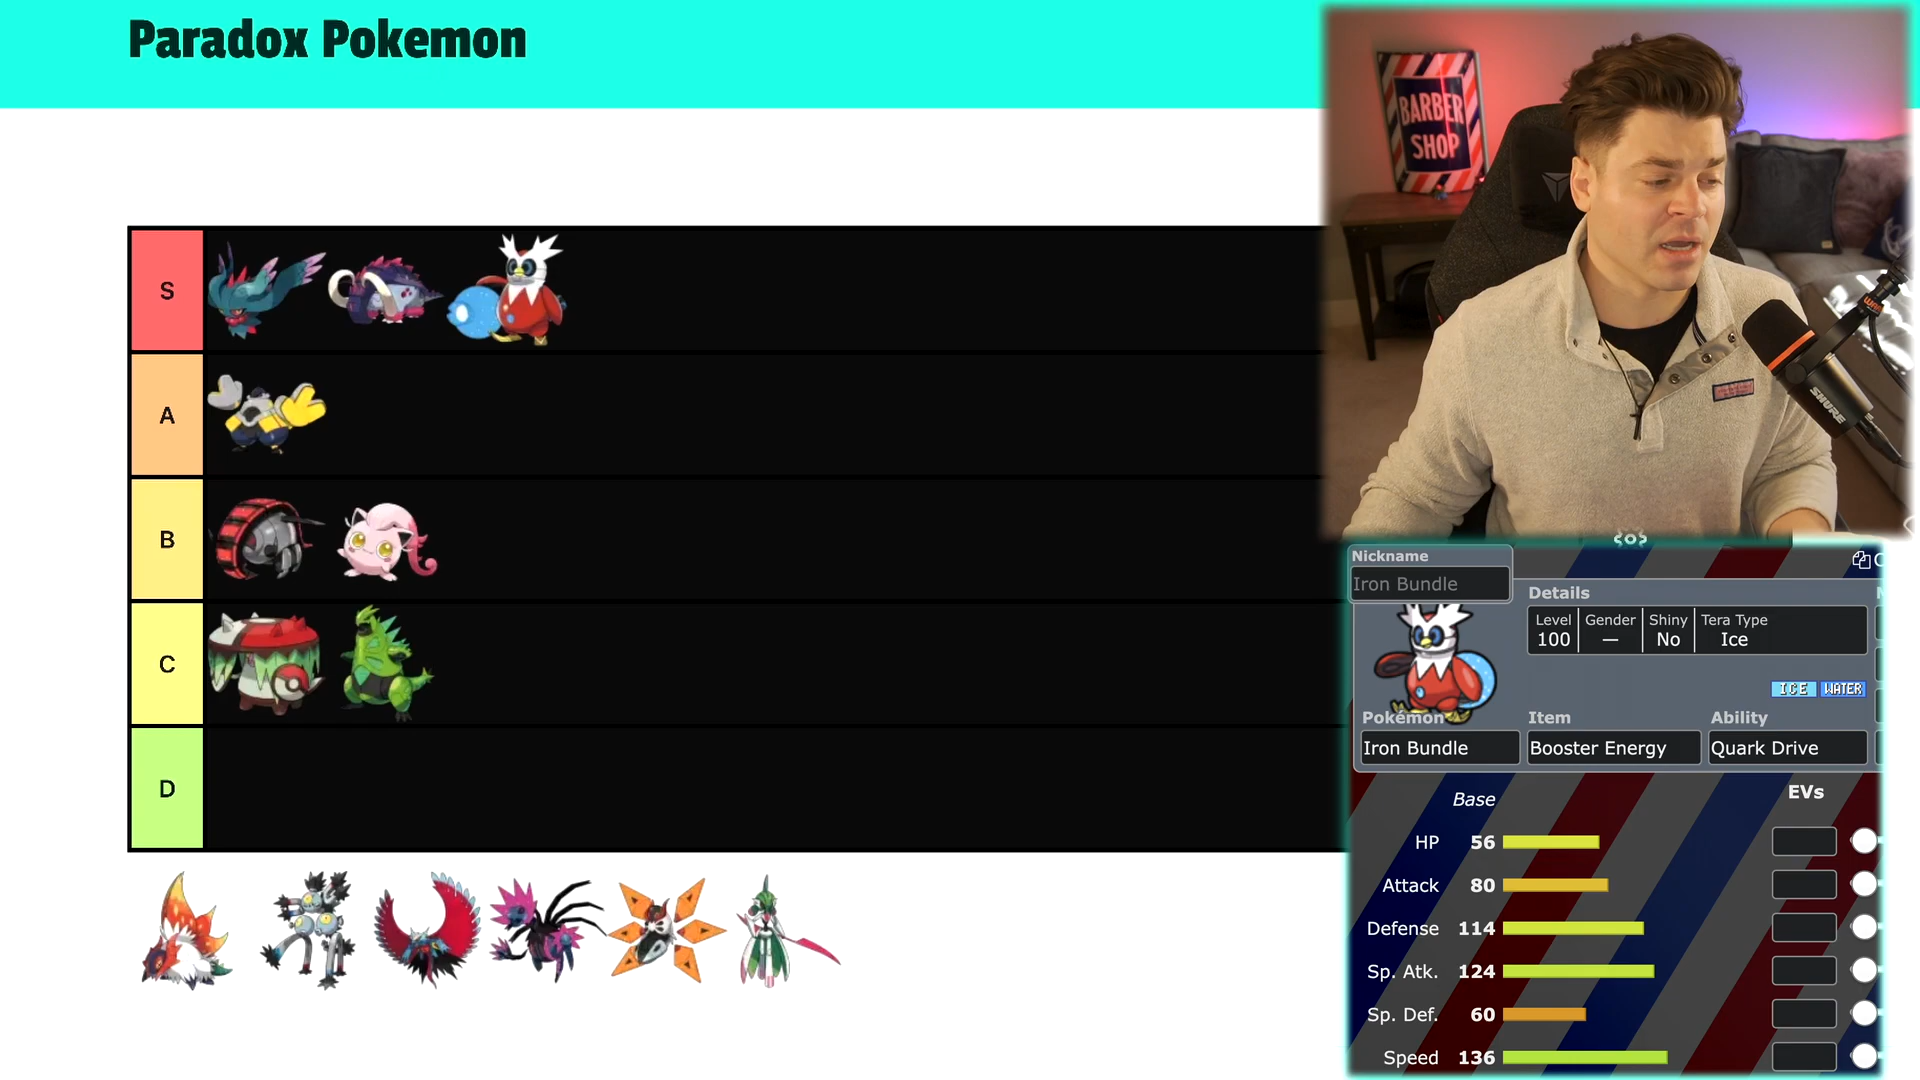 Paradox Pokemon
BARBER
SHOP
S
A
B
C
D
SHURE
Nickname
Iron Bundle
Details
Level Gender Shiny Tera Type
100 — No Ice
ICE WATER
Pokémon Item Ability
Iron Bundle Booster Energy Quark Drive
Base EVs
HP 56
Attack 80
Defense 114
Sp. Atk. 124
Sp. Def. 60
Speed 136